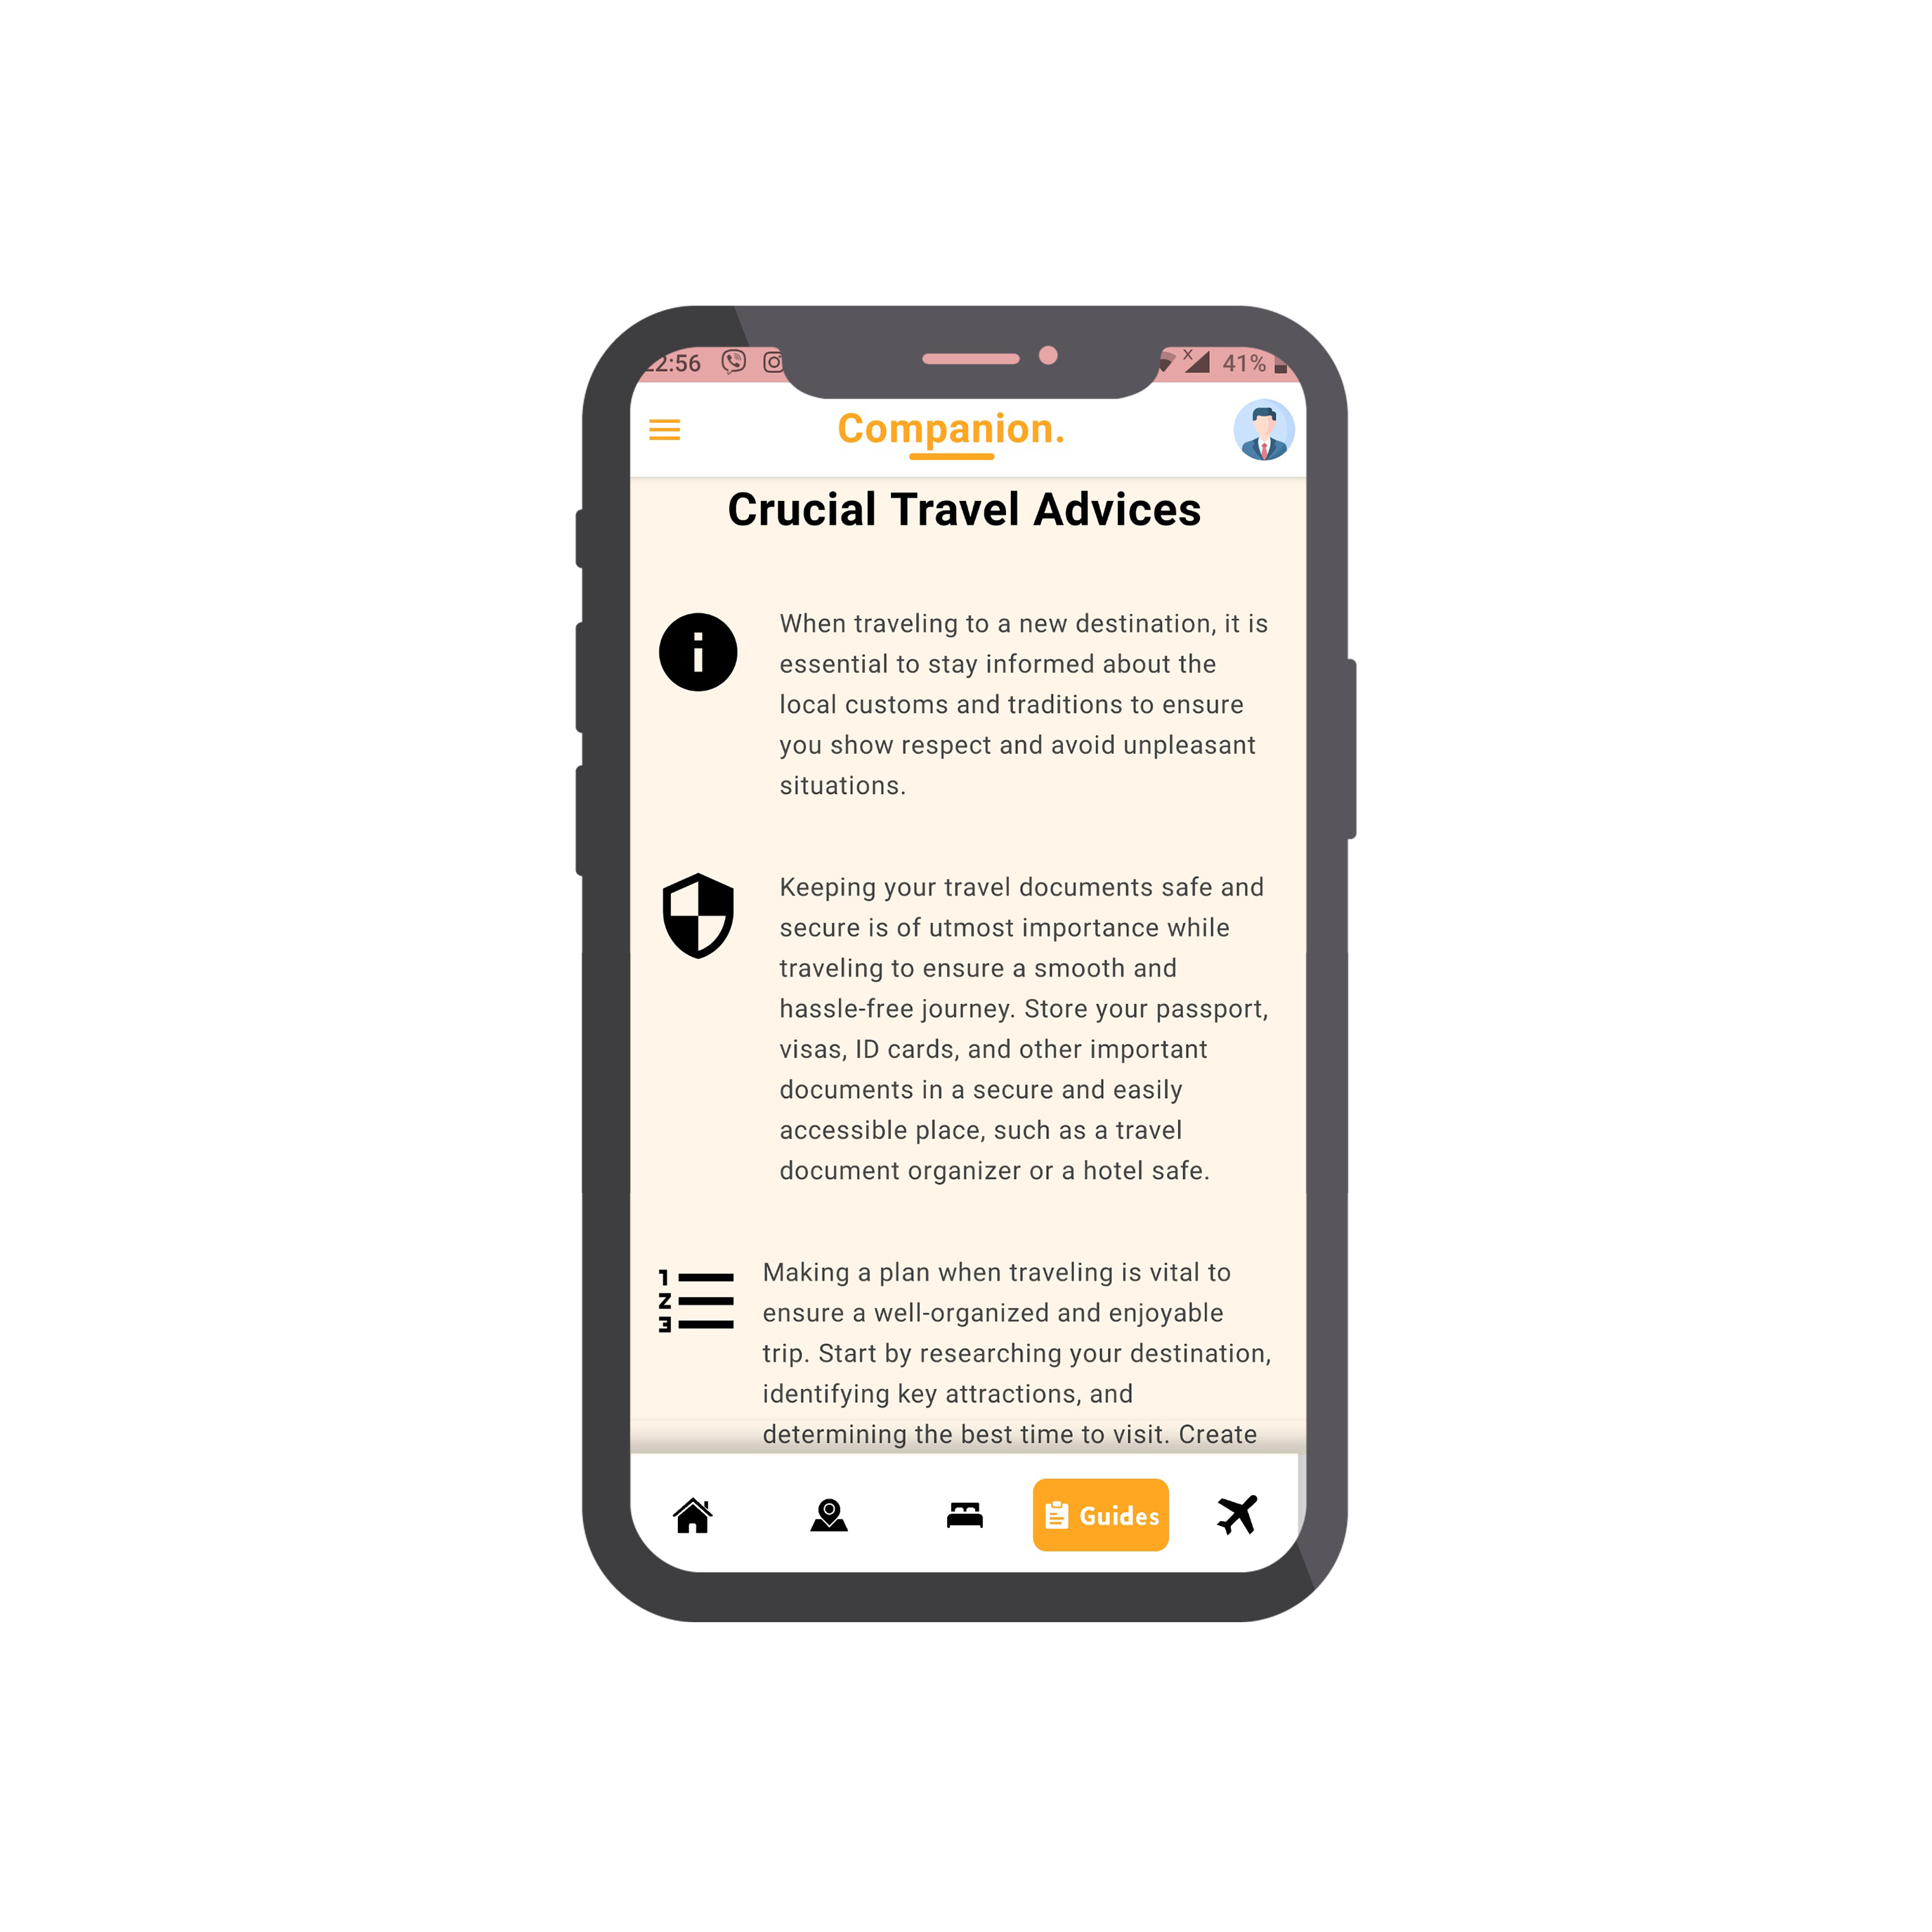 2:56 41%
Companion.
Crucial Travel Advices
When traveling to a new destination, it is
essential to stay informed about the
local customs and traditions to ensure
you show respect and avoid unpleasant
situations.
Keeping your travel documents safe and
secure is of utmost importance while
traveling to ensure a smooth and
hassle-free journey. Store your passport,
visas, ID cards, and other important
documents in a secure and easily
accessible place, such as a travel
document organizer or a hotel safe.
1
2
3
Making a plan when traveling is vital to
ensure a well-organized and enjoyable
trip. Start by researching your destination,
identifying key attractions, and
determining the best time to visit. Create
Guides